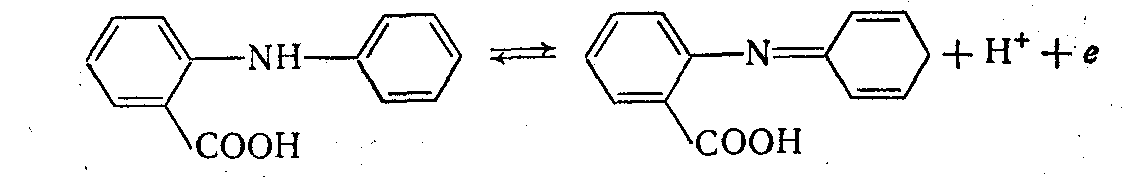 NH N + H⁺ + e
COOH COOH